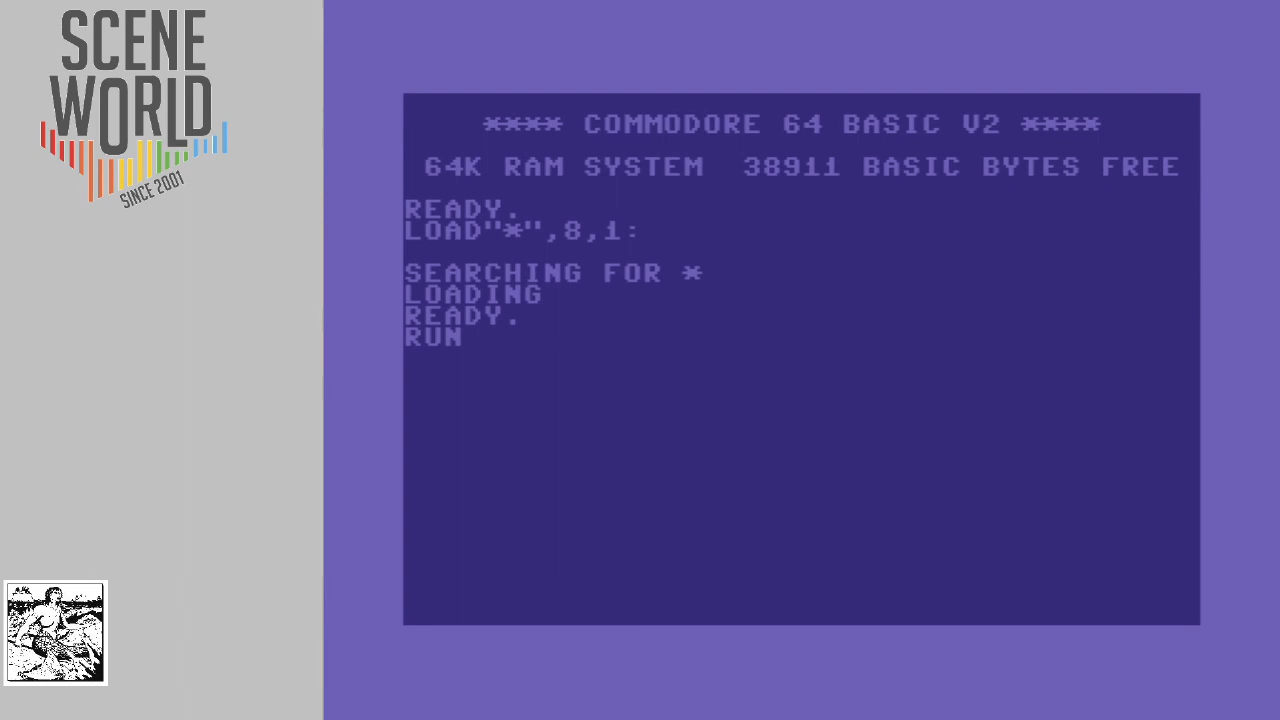 SCENE
WORLD
SINCE 2001
**** COMMODORE 64 BASIC V2 ****
64K RAM SYSTEM  38911 BASIC BYTES FREE
READY.
LOAD"*",8,1:
SEARCHING FOR *
LOADING
READY.
RUN